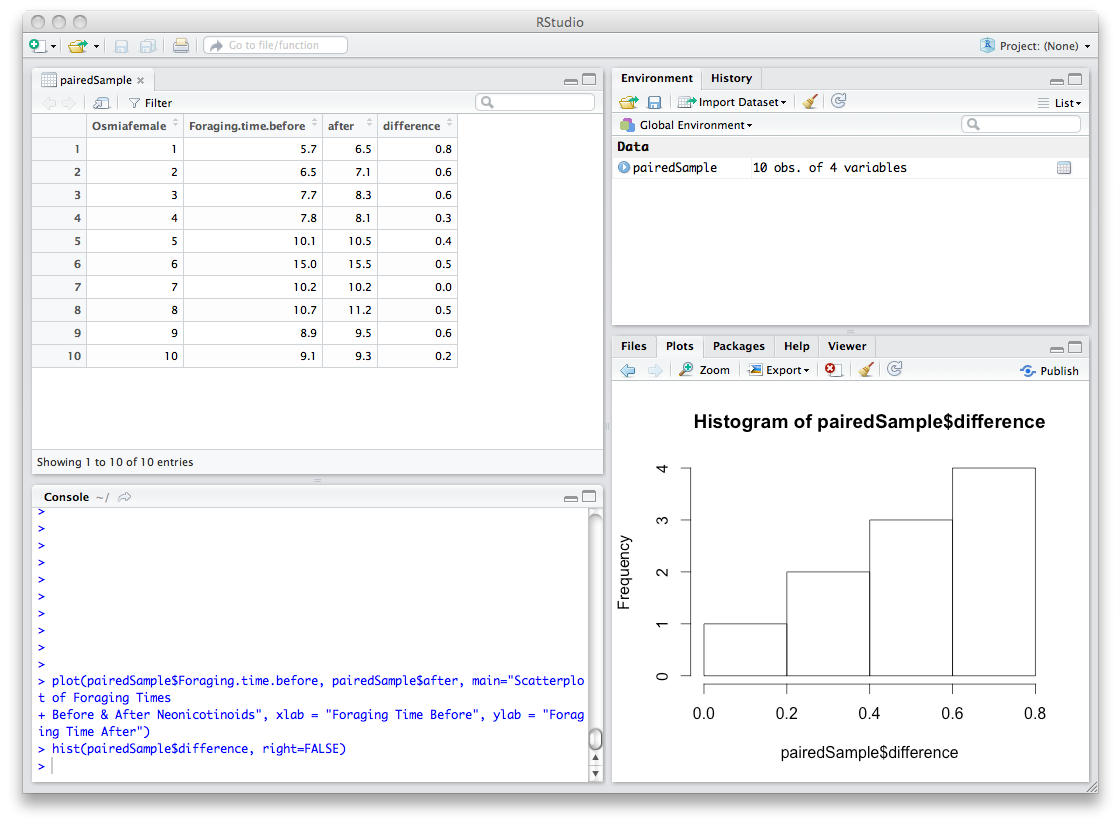 RStudio
Go to file/function
Project: (None)
pairedSample
Filter
Osmiafemale Foraging.time.before after difference
1 1 5.7 6.5 0.8
2 2 6.5 7.1 0.6
3 3 7.7 8.3 0.6
4 4 7.8 8.1 0.3
5 5 10.1 10.5 0.4
6 6 15.0 15.5 0.5
7 7 10.2 10.2 0.0
8 8 10.7 11.2 0.5
9 9 8.9 9.5 0.6
10 10 9.1 9.3 0.2
Showing 1 to 10 of 10 entries
Console ~/
>
>
>
>
>
>
>
>
>
>
> plot(pairedSample$Foraging.time.before, pairedSample$after, main="Scatterplo
t of Foraging Times
+ Before & After Neonicotinoids", xlab = "Foraging Time Before", ylab = "Forag
ing Time After")
> hist(pairedSample$difference, right=FALSE)
>
Environment History
Import Dataset List
Global Environment
Data
pairedSample 10 obs. of 4 variables
Files Plots Packages Help Viewer
Zoom Export Publish
Histogram of pairedSample$difference
Frequency
4
3
2
1
0
0.0 0.2 0.4 0.6 0.8
pairedSample$difference